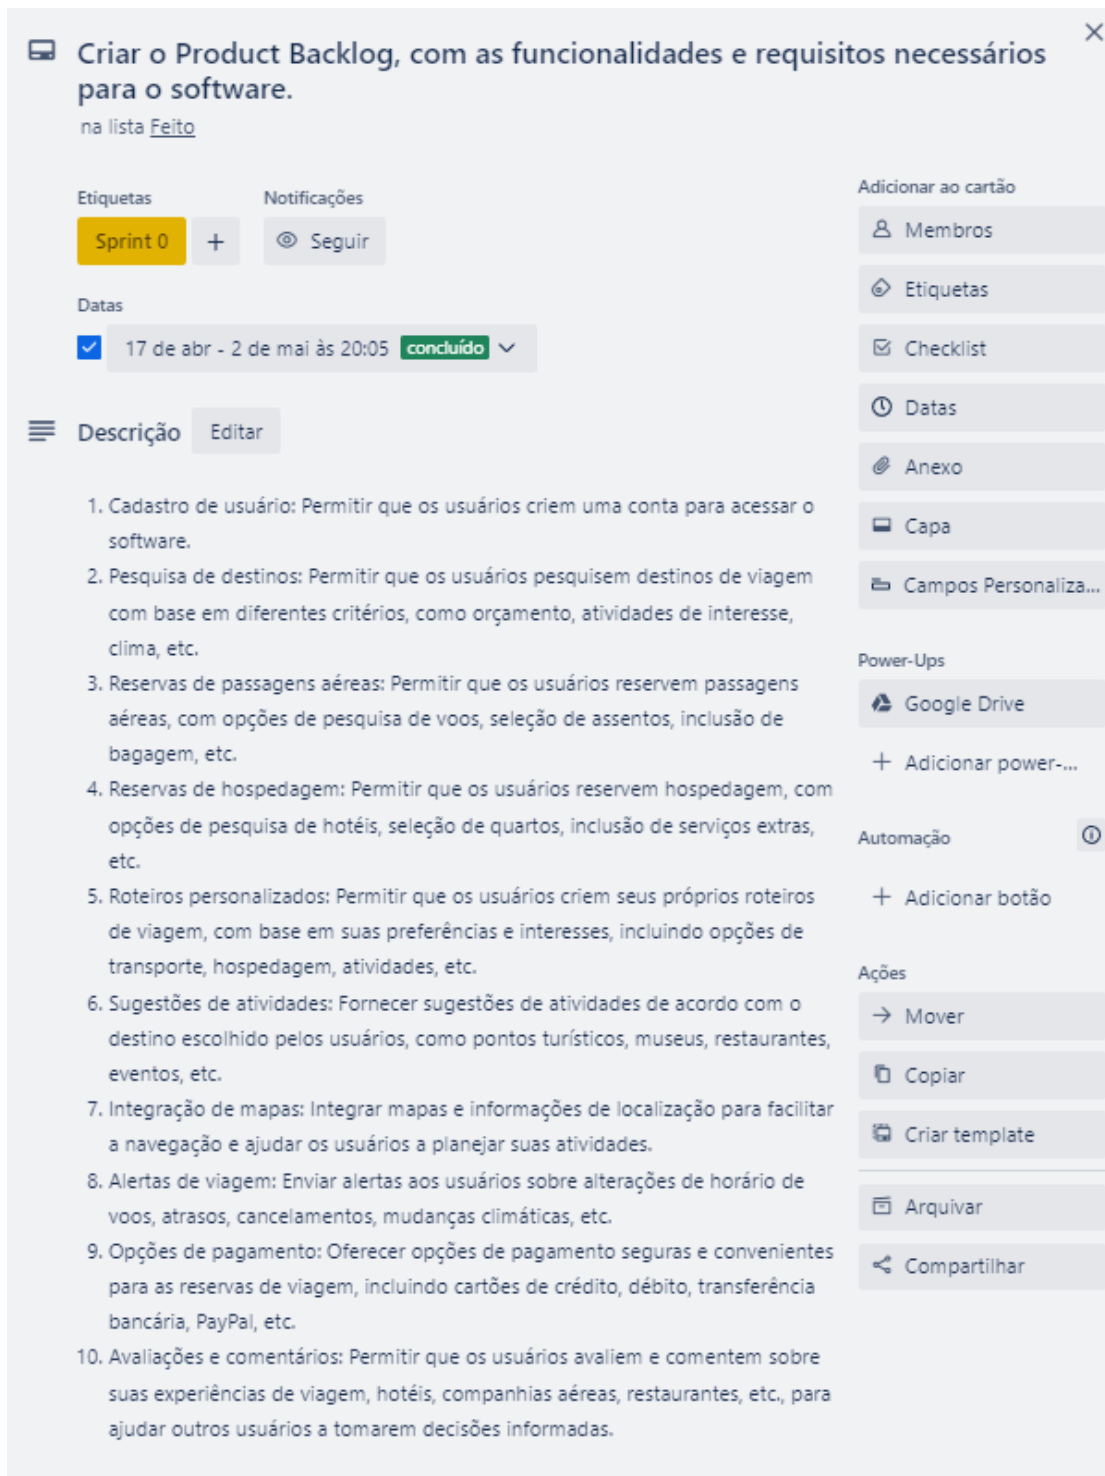 Criar o Product Backlog, com as funcionalidades e requisitos necessários
para o software.
na lista Feito
Etiquetas
Notificações
Sprint 0
+
Seguir
Datas
17 de abr - 2 de mai às 20:05 concluído
Descrição
Editar
1. Cadastro de usuário: Permitir que os usuários criem uma conta para acessar o
software.
2. Pesquisa de destinos: Permitir que os usuários pesquisem destinos de viagem
com base em diferentes critérios, como orçamento, atividades de interesse,
clima, etc.
3. Reservas de passagens aéreas: Permitir que os usuários reservem passagens
aéreas, com opções de pesquisa de voos, seleção de assentos, inclusão de
bagagem, etc.
4. Reservas de hospedagem: Permitir que os usuários reservem hospedagem, com
opções de pesquisa de hotéis, seleção de quartos, inclusão de serviços extras,
etc.
5. Roteiros personalizados: Permitir que os usuários criem seus próprios roteiros
de viagem, com base em suas preferências e interesses, incluindo opções de
transporte, hospedagem, atividades, etc.
6. Sugestões de atividades: Fornecer sugestões de atividades de acordo com o
destino escolhido pelos usuários, como pontos turísticos, museus, restaurantes,
eventos, etc.
7. Integração de mapas: Integrar mapas e informações de localização para facilitar
a navegação e ajudar os usuários a planejar suas atividades.
8. Alertas de viagem: Enviar alertas aos usuários sobre alterações de horário de
voos, atrasos, cancelamentos, mudanças climáticas, etc.
9. Opções de pagamento: Oferecer opções de pagamento seguras e convenientes
para as reservas de viagem, incluindo cartões de crédito, débito, transferência
bancária, PayPal, etc.
10. Avaliações e comentários: Permitir que os usuários avaliem e comentem sobre
suas experiências de viagem, hotéis, companhias aéreas, restaurantes, etc., para
ajudar outros usuários a tomarem decisões informadas.
Adicionar ao cartão
Membros
Etiquetas
Checklist
Datas
Anexo
Capa
Campos Personaliza...
Power-Ups
Google Drive
+ Adicionar power-...
Automação
+ Adicionar botão
Ações
Mover
Copiar
Criar template
Arquivar
Compartilhar